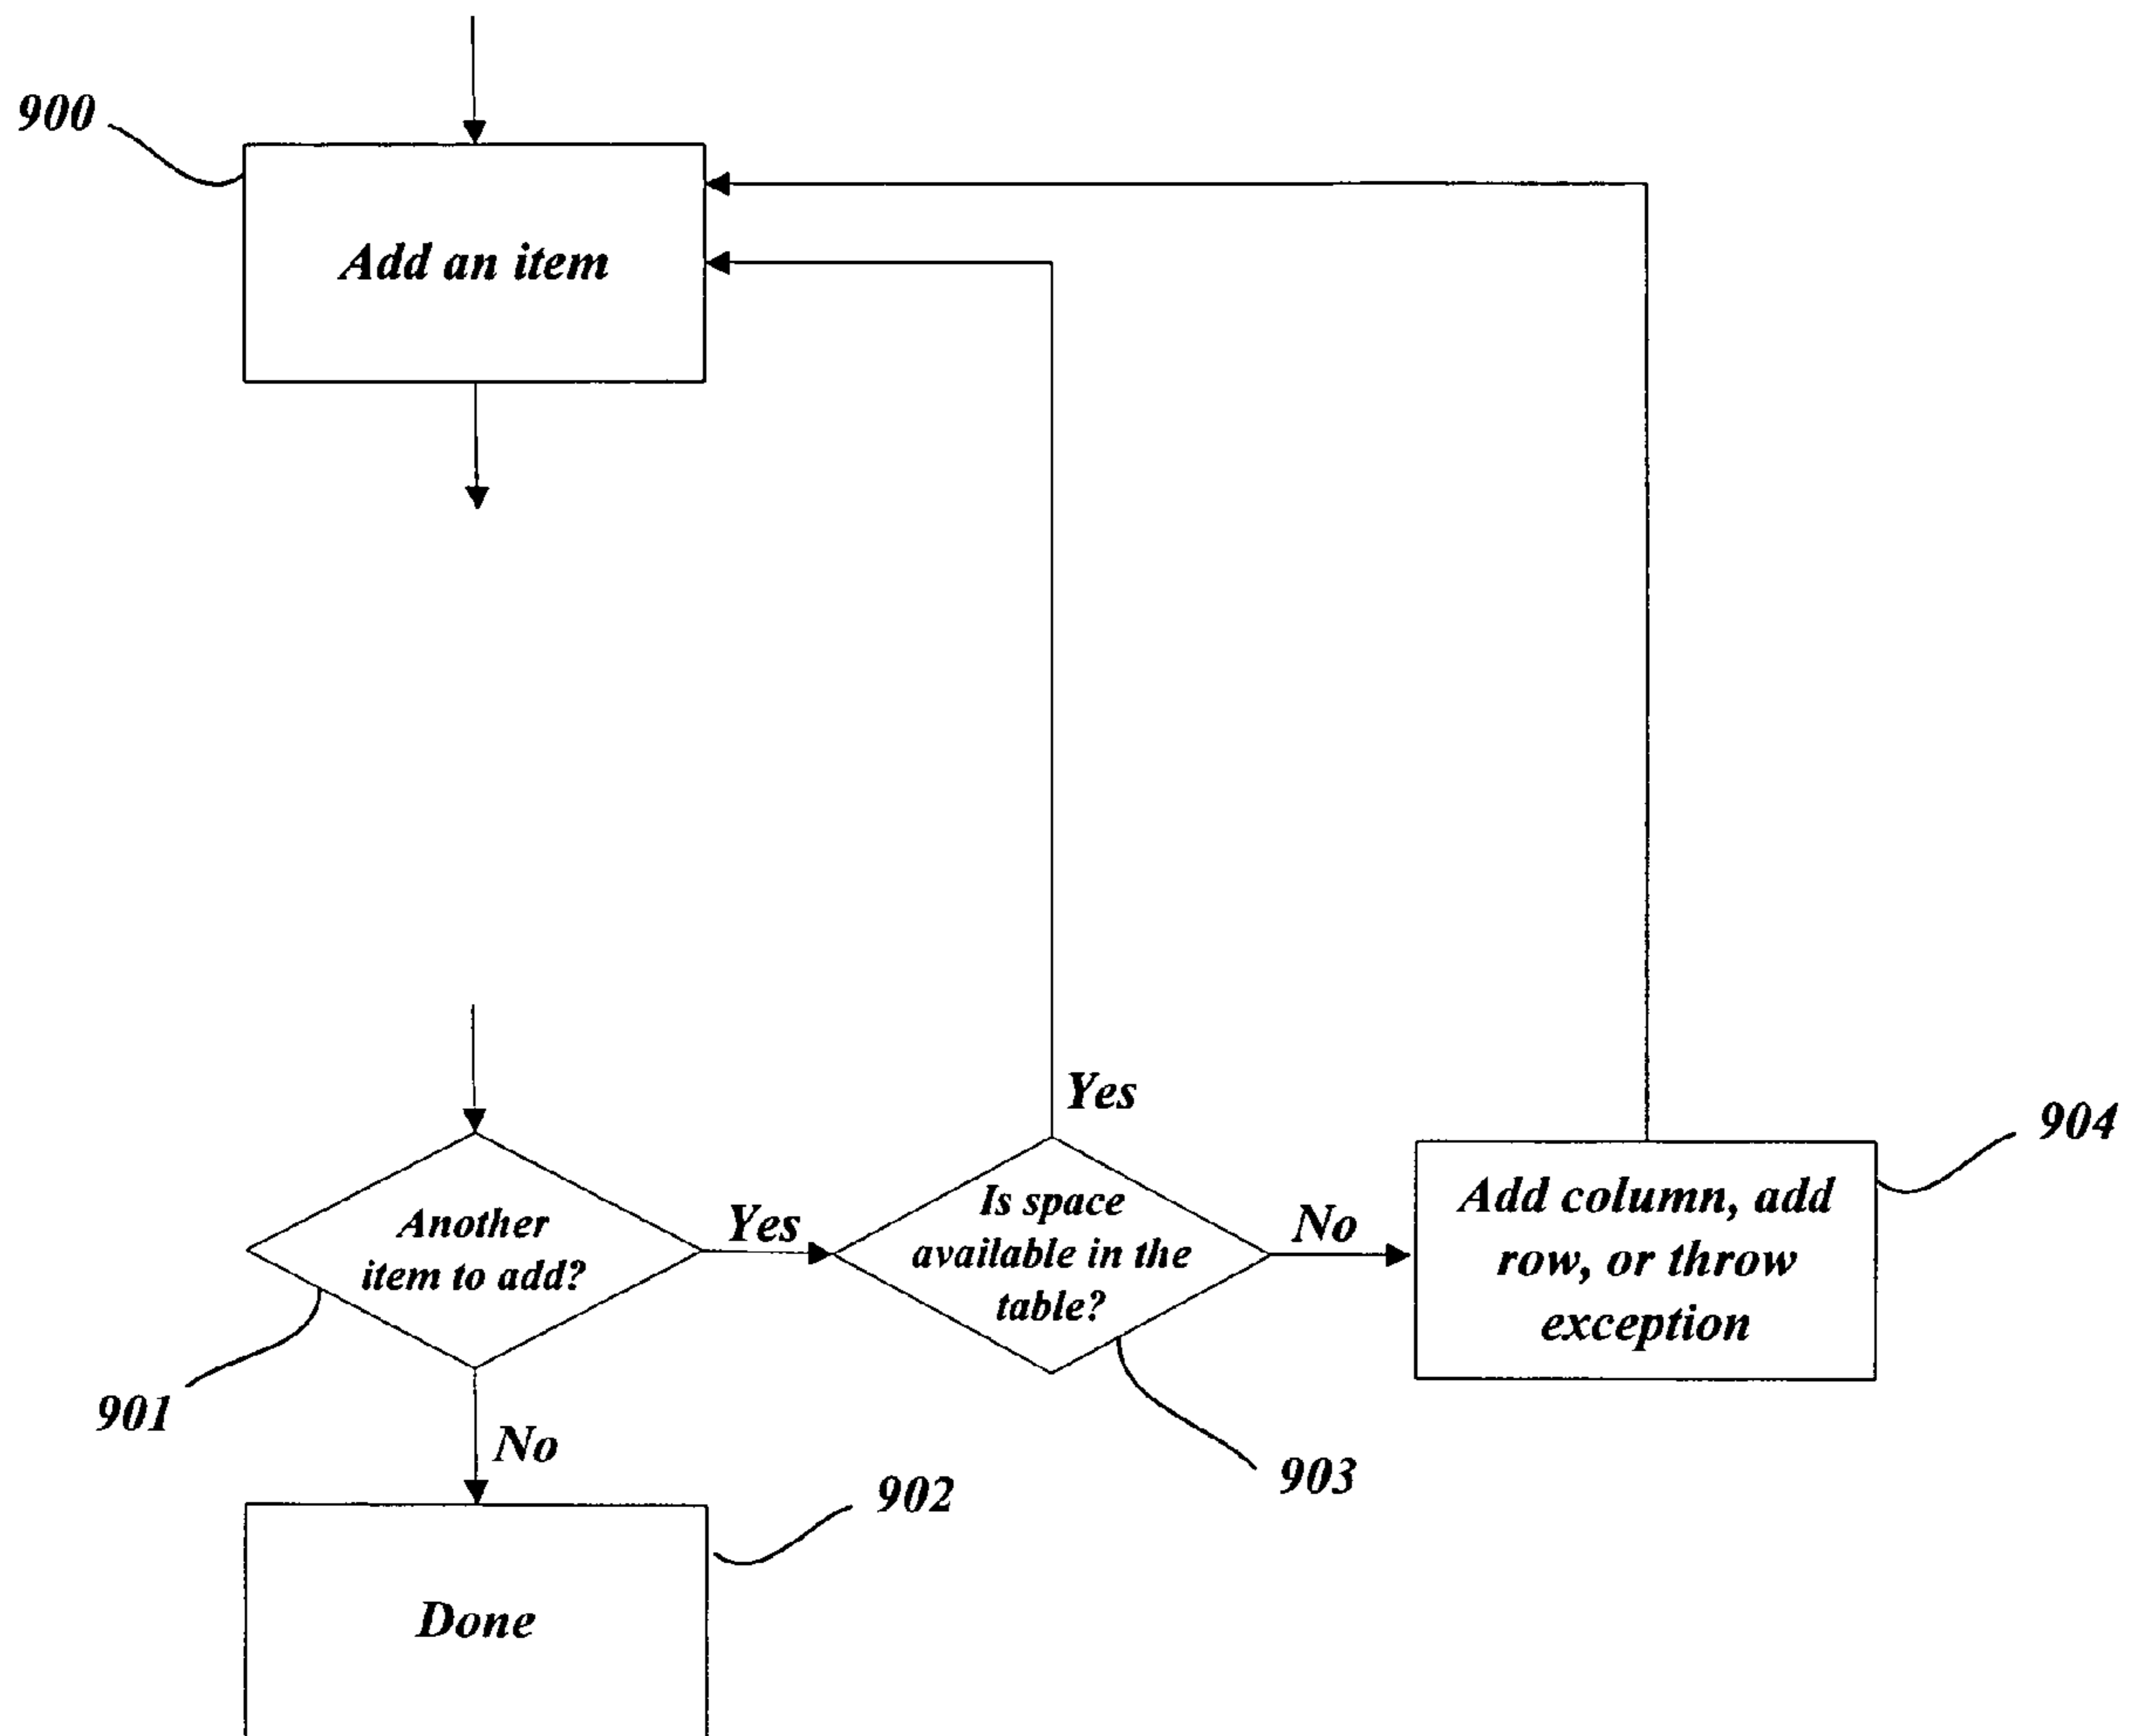 900
Add an item
Yes
904
Another
item to add?
Yes
Is space
available in the
table?
No
Add column, add
row, or throw
exception
901
No
903
902
Done